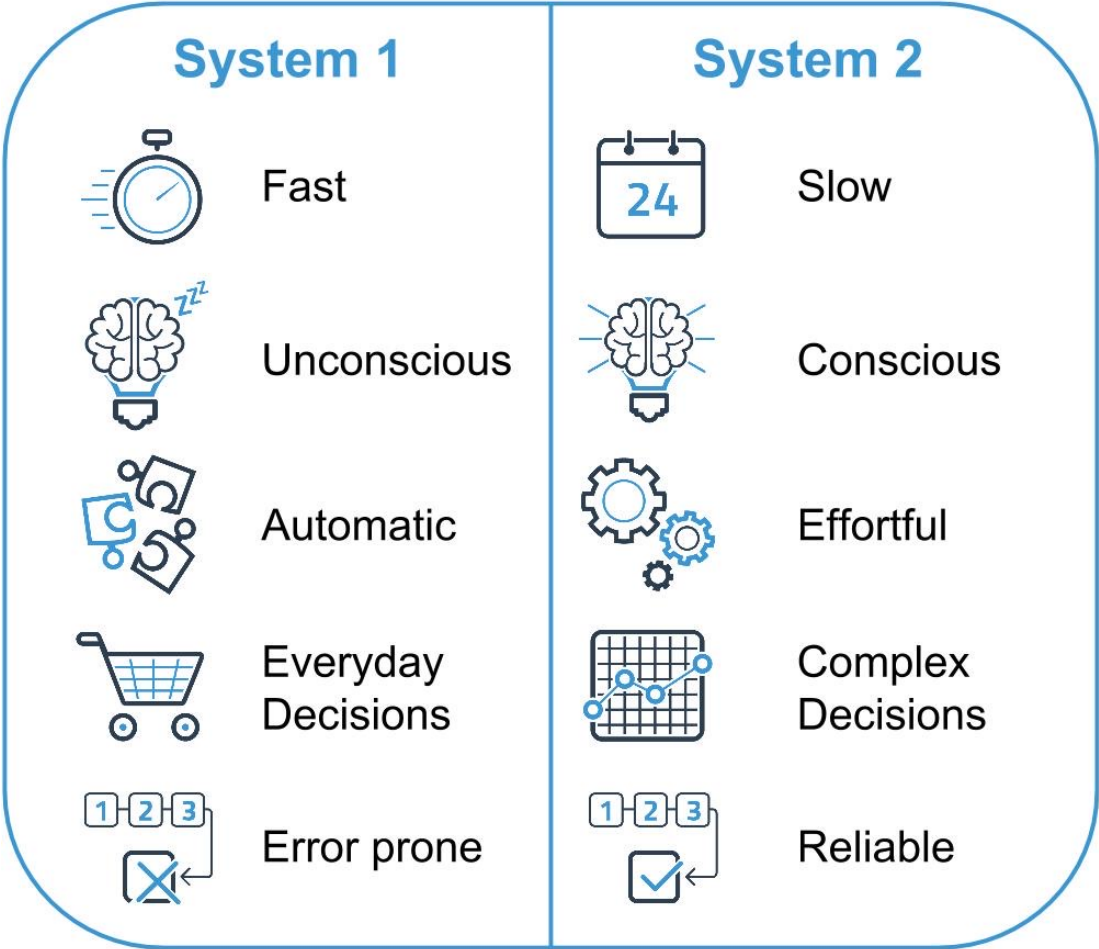 System 1
Fast
zzz
Unconscious
Automatic
Everyday
Decisions
1 2 3
Error prone
System 2
24
Slow
Conscious
Effortful
Complex
Decisions
1 2 3
Reliable